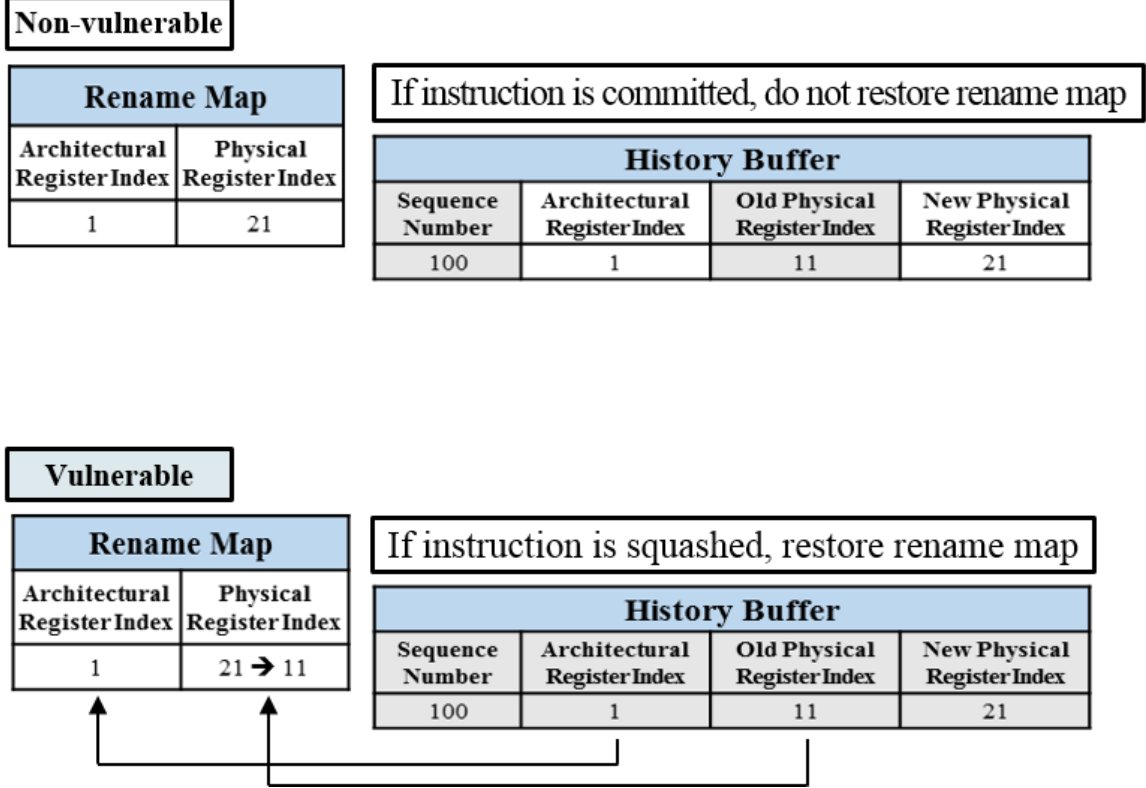 Non-vulnerable
Rename Map
If instruction is committed, do not restore rename map
Architectural Physical
Register Index Register Index
1 21
History Buffer
Sequence Architectural Old Physical New Physical
Number Register Index Register Index Register Index
100 1 11 21
Vulnerable
Rename Map
If instruction is squashed, restore rename map
Architectural Physical
Register Index Register Index
1 21 ➔ 11
History Buffer
Sequence Architectural Old Physical New Physical
Number Register Index Register Index Register Index
100 1 11 21